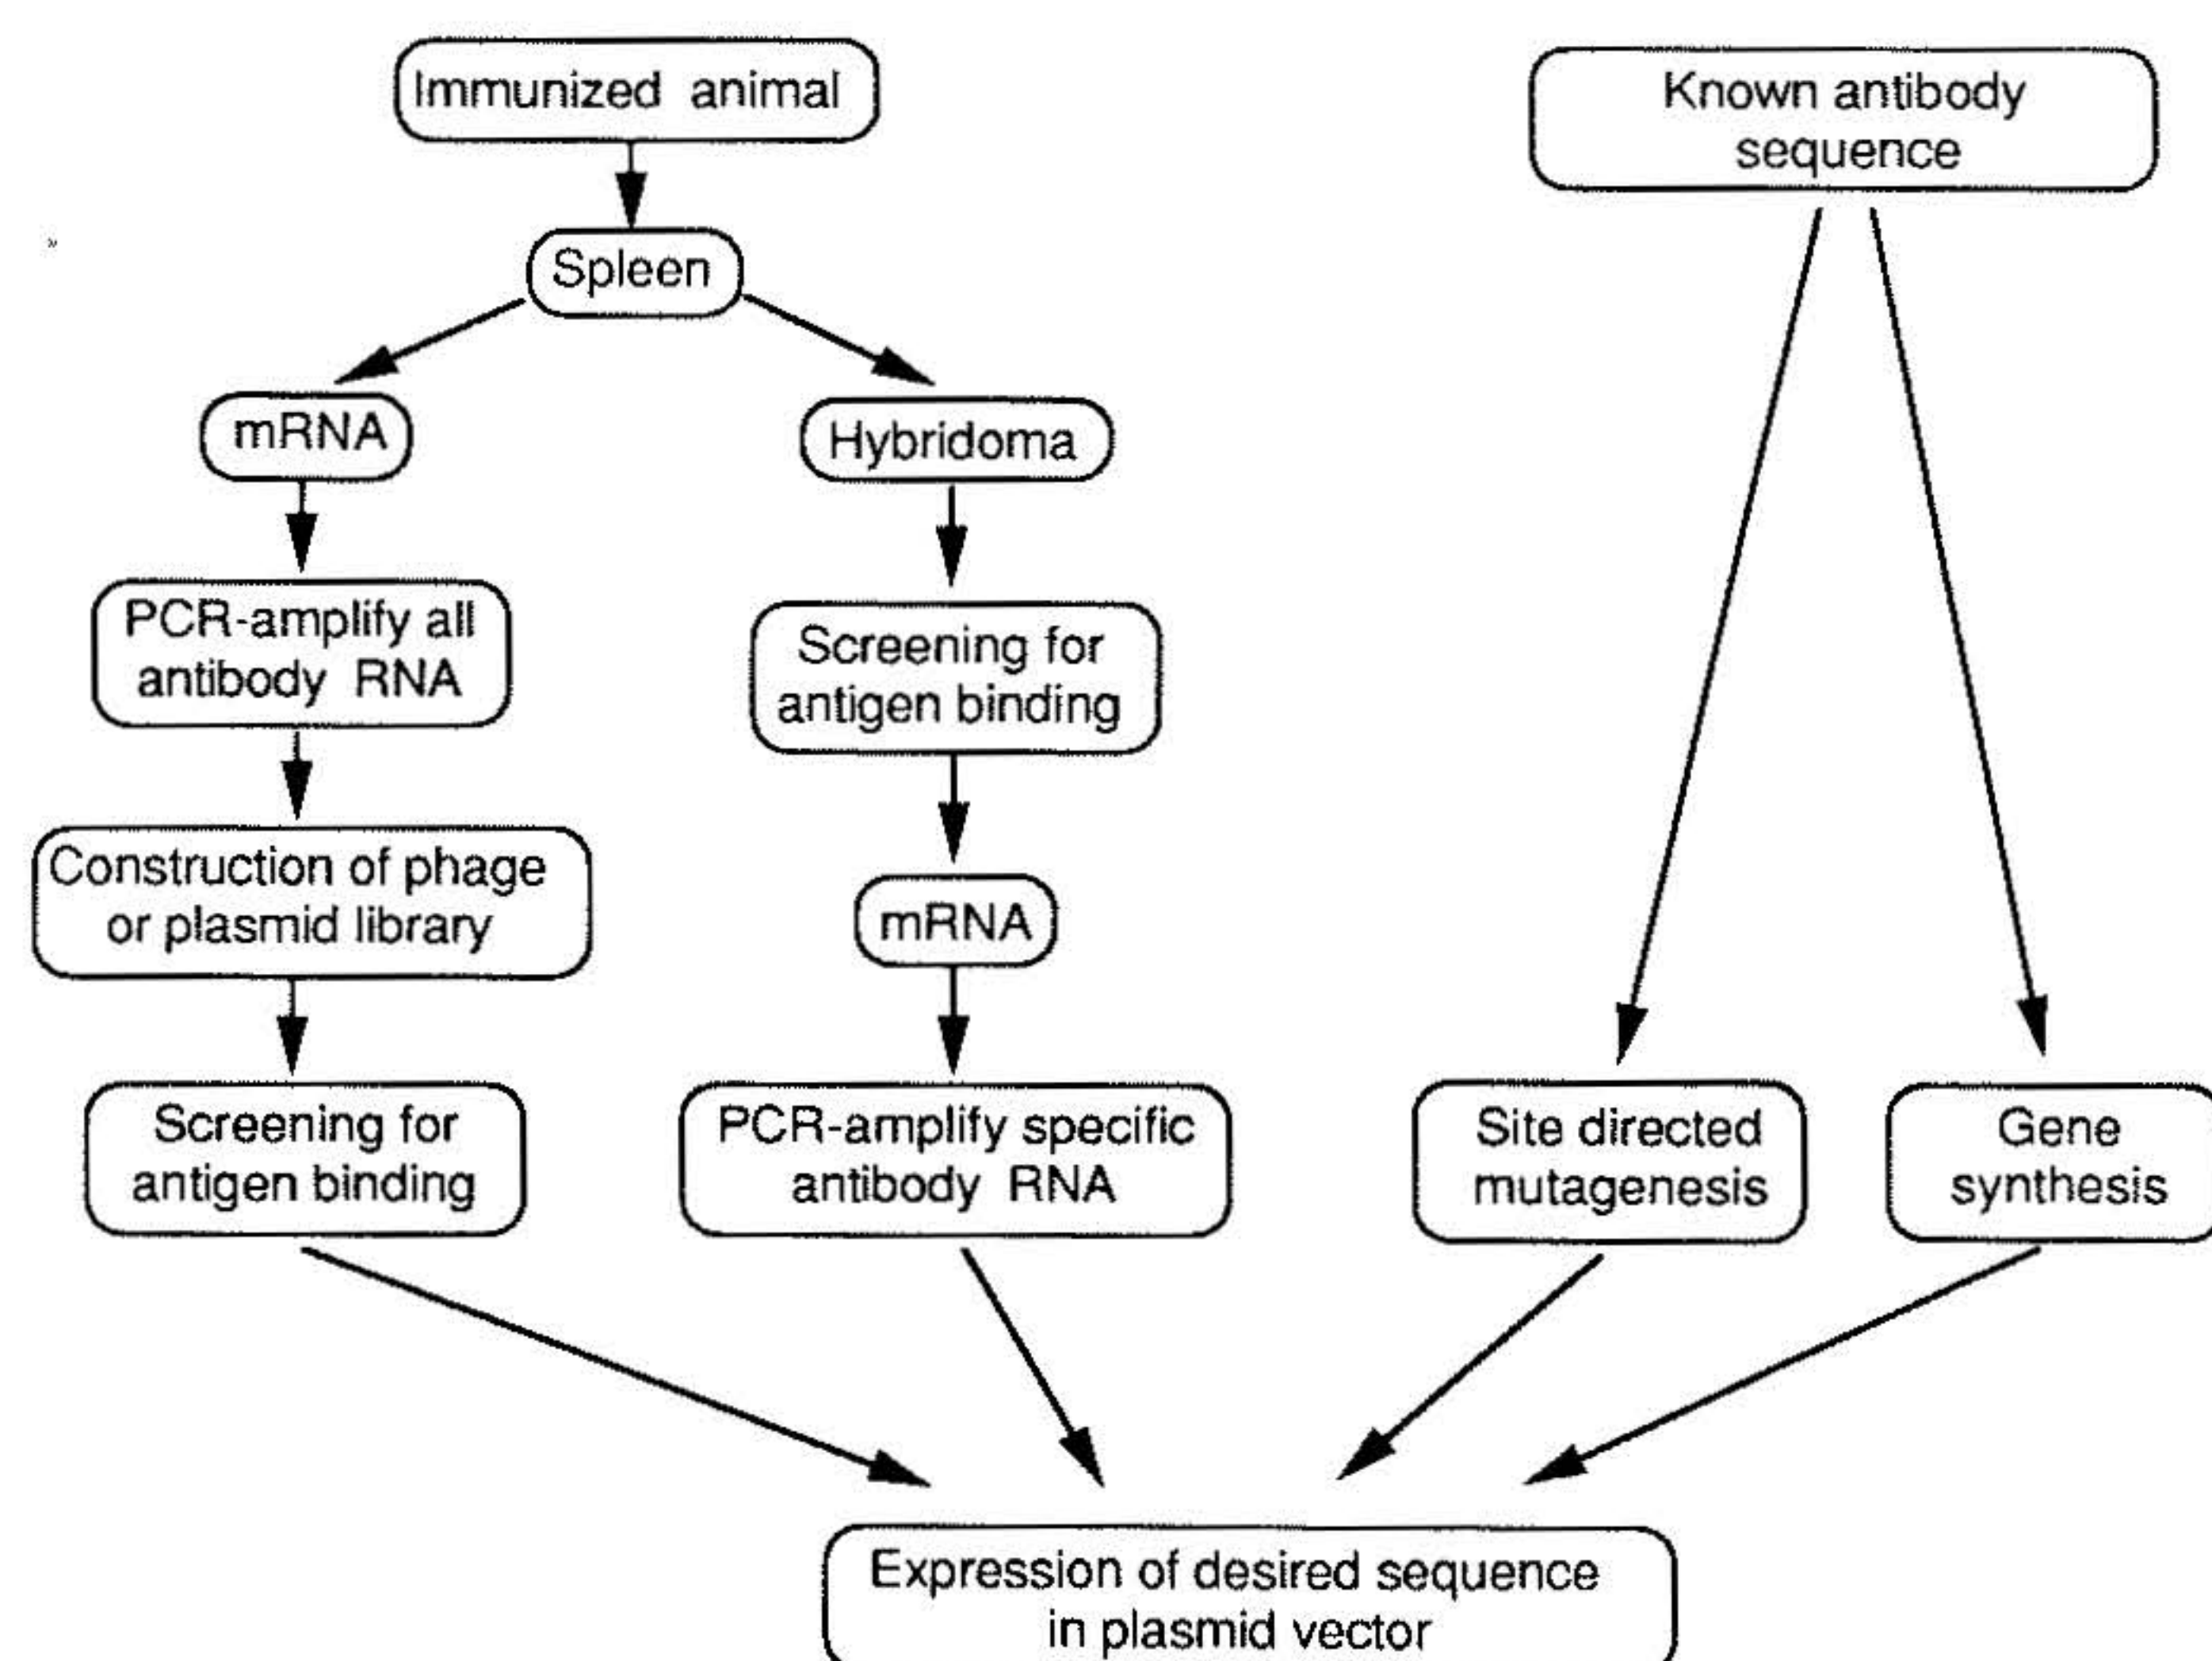 Immunized animal
Known antibody
sequence
Spleen
mRNA
Hybridoma
PCR-amplify all
antibody RNA
Screening for
antigen binding
Construction of phage
or plasmid library
mRNA
Screening for
antigen binding
PCR-amplify specific
antibody RNA
Site directed
mutagenesis
Gene
synthesis
Expression of desired sequence
in plasmid vector